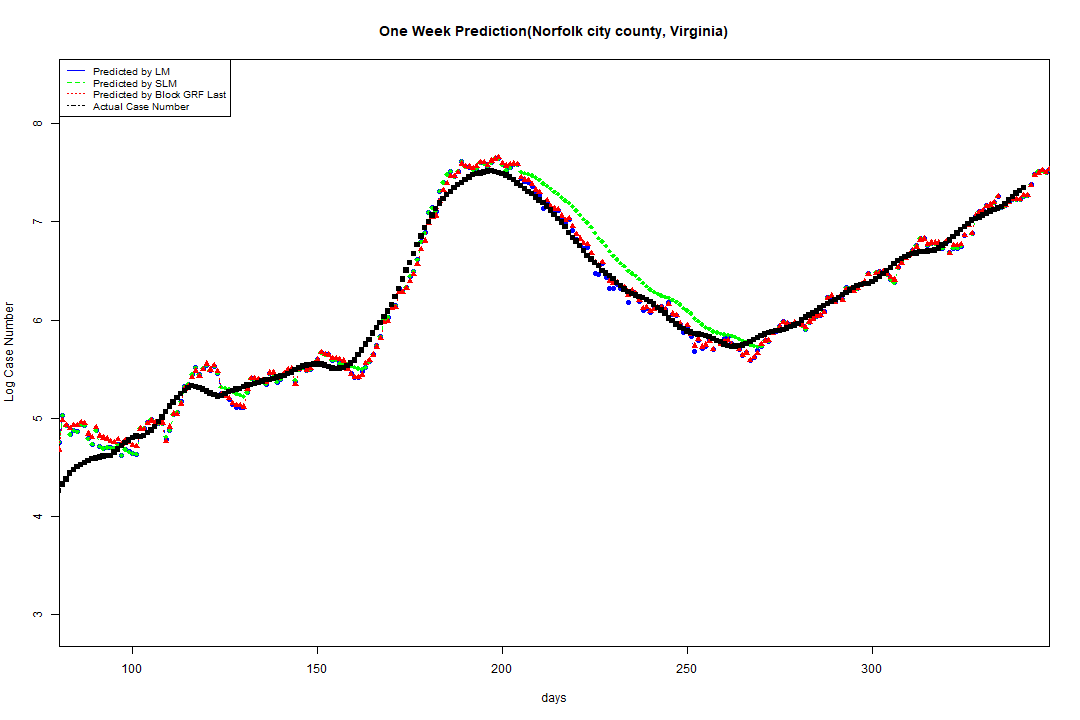 One Week Prediction(Norfolk city county, Virginia)
Predicted by LM
Predicted by SLM
Predicted by Block GRF Last
Actual Case Number
8
7
6
5
4
3
Log Case Number
100 150 200 250 300
days